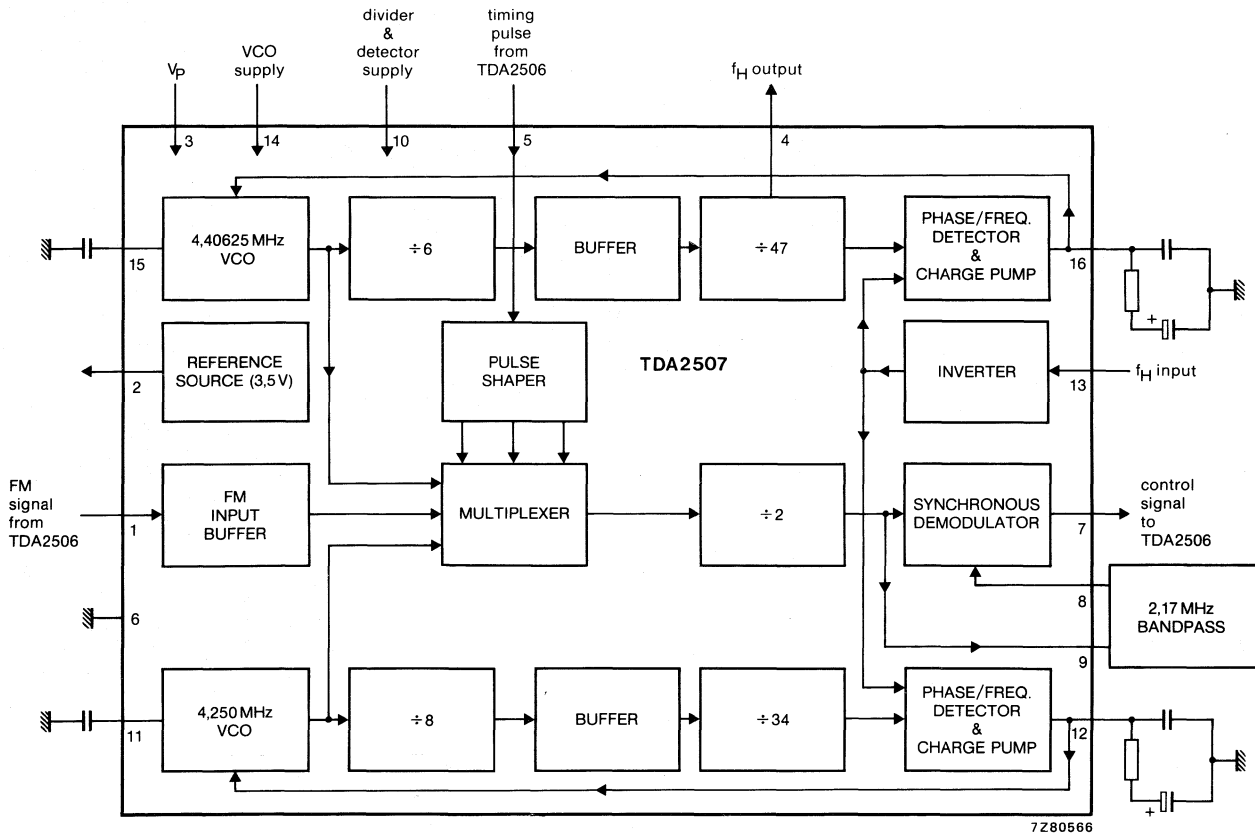 divider
&
detector
supply
timing
pulse
from
TDA2506
VCO
supply
VP
fH output
3
14
10
5
4
4,40625 MHz
VCO
÷6
BUFFER
÷47
PHASE/FREQ.
DETECTOR
&
CHARGE PUMP
15
16
+
REFERENCE
SOURCE (3,5 V)
PULSE
SHAPER
TDA2507
INVERTER
2
13
fH input
FM
signal
from
TDA2506
1
FM
INPUT
BUFFER
MULTIPLEXER
÷2
SYNCHRONOUS
DEMODULATOR
7
control
signal
to
TDA2506
6
8
9
2,17 MHz
BANDPASS
4,250 MHz
VCO
÷8
BUFFER
÷34
PHASE/FREQ.
DETECTOR
&
CHARGE PUMP
11
12
+
7Z80566